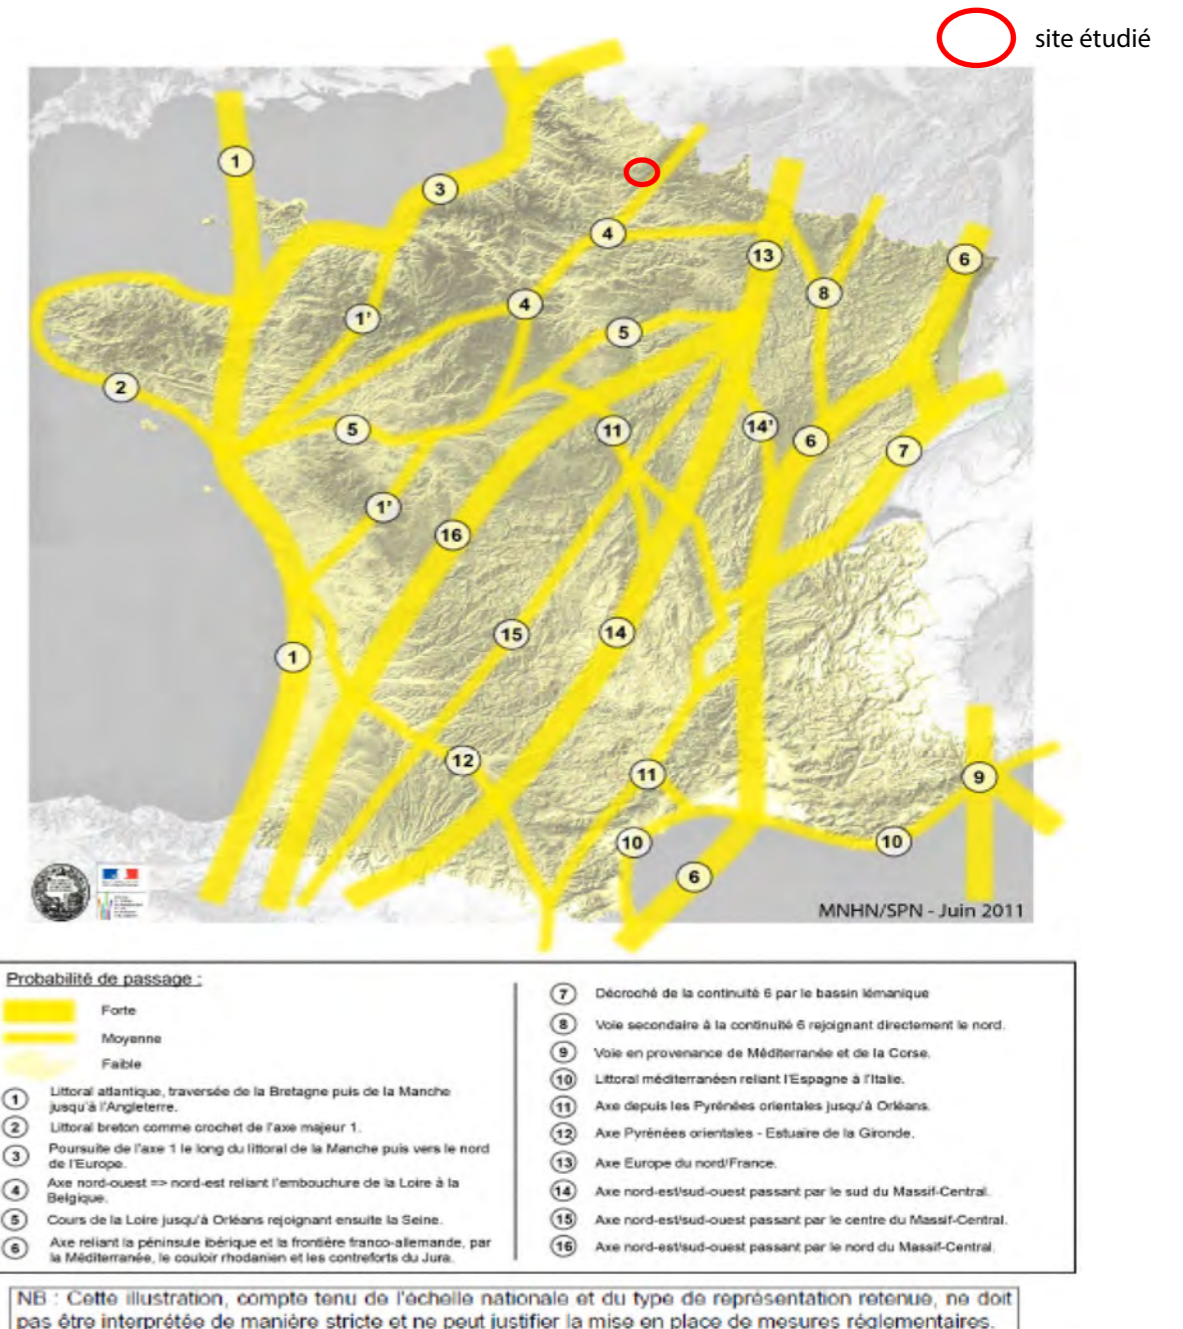 site étudié
1
3
4
4
13
6
8
1'
5
2
5
11
14'
6
7
1'
16
15
14
1
12
11
9
10
10
6
MNHN/SPN - Juin 2011
Probabilité de passage :
Forte
Moyenne
Faible
1 Littoral atlantique, traversée de la Bretagne puis de la Manche
jusqu'à l'Angleterre.
2 Littoral breton comme crochet de l'axe majeur 1.
3 Poursuite de l'axe 1 le long du littoral de la Manche puis vers le nord
de l'Europe.
4 Axe nord-ouest => nord-est reliant l'embouchure de la Loire à la
Belgique.
5 Cours de la Loire jusqu'à Orléans rejoignant ensuite la Seine.
6 Axe reliant la péninsule ibérique et la frontière franco-allemande, par
la Méditerranée, le couloir rhodanien et les contreforts du Jura.
7 Décroché de la continuité 6 par le bassin lémanique
8 Voie secondaire à la continuité 6 rejoignant directement le nord.
9 Voie en provenance de Méditerranée et de la Corse.
10 Littoral méditerranéen reliant l'Espagne à l'Italie.
11 Axe depuis les Pyrénées orientales jusqu'à Orléans.
12 Axe Pyrénées orientales - Estuaire de la Gironde.
13 Axe Europe du nord/France.
14 Axe nord-est/sud-ouest passant par le sud du Massif-Central.
15 Axe nord-est/sud-ouest passant par le centre du Massif-Central.
16 Axe nord-est/sud-ouest passant par le nord du Massif-Central.
NB : Cette illustration, compte tenu de l'échelle nationale et du type de représentation retenue, ne doit
pas être interprétée de manière stricte et ne peut justifier la mise en place de mesures réglementaires.